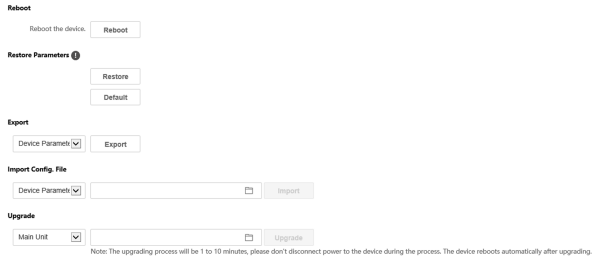 Reboot
Reboot the device. Reboot
Restore Parameters !
Restore
Default
Export
Device Paramete Export
Import Config. File
Device Paramete Import
Upgrade
Main Unit Upgrade
Note: The upgrading process will be 1 to 10 minutes, please don't disconnect power to the device during the process. The device reboots automatically after upgrading.